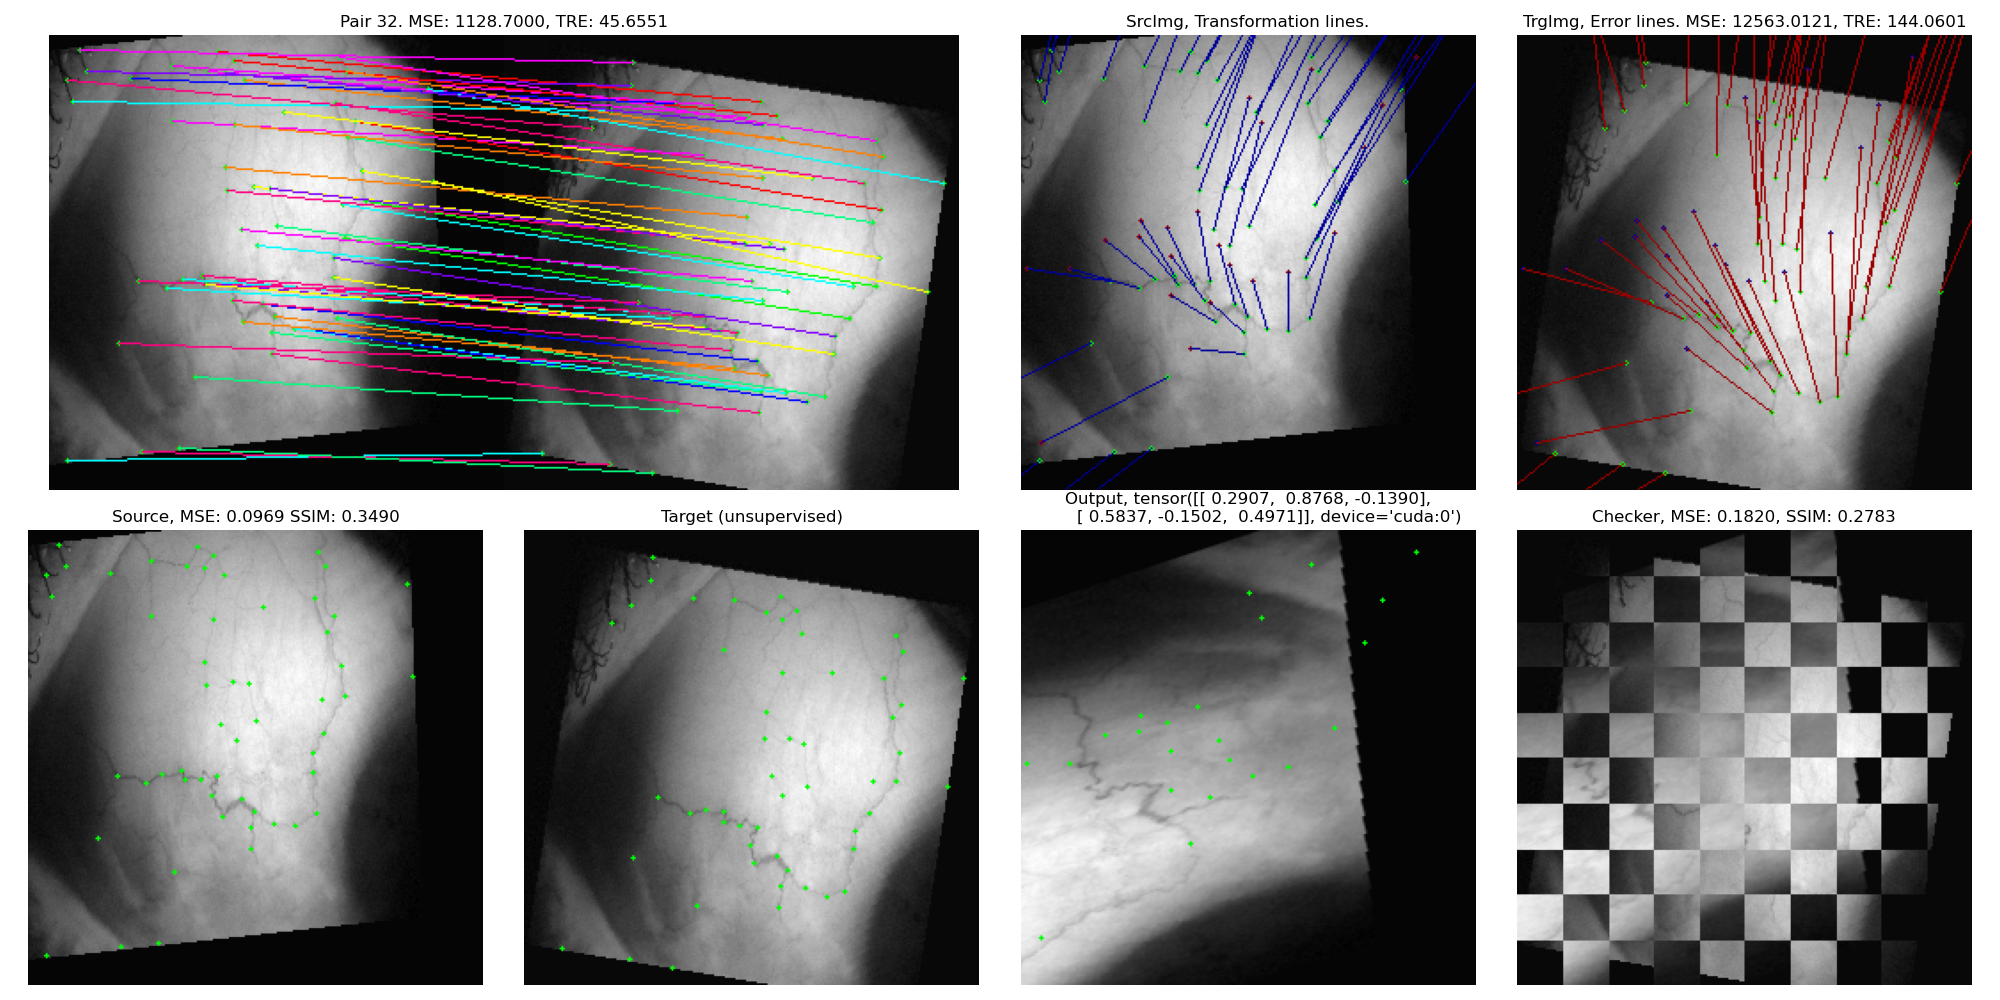 Pair 32. MSE: 1128.7000, TRE: 45.6551
SrcImg, Transformation lines.
TrgImg, Error lines. MSE: 12563.0121, TRE: 144.0601
Source, MSE: 0.0969 SSIM: 0.3490
Target (unsupervised)
Output, tensor([[ 0.2907, 0.8768, -0.1390],
[ 0.5837, -0.1502, 0.4971]], device='cuda:0')
Checker, MSE: 0.1820, SSIM: 0.2783